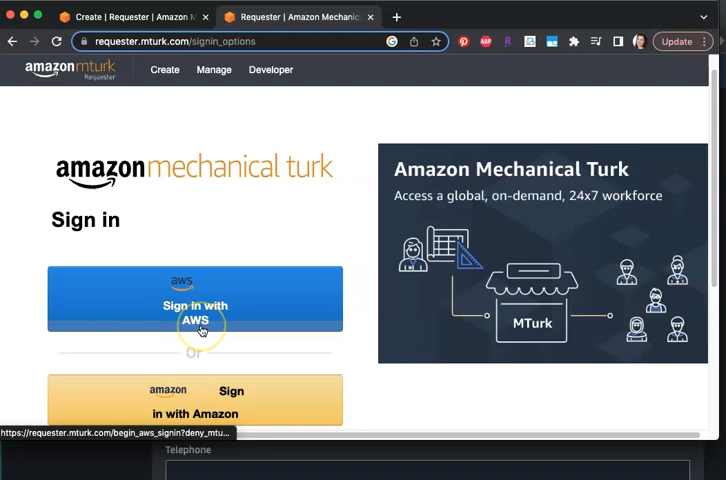 Create | Requester | Amazon M
Requester | Amazon Mechanic
requester.mturk.com/signin_options
Update
amazonmturk
Requester
Create
Manage
Developer
amazon mechanical turk
Sign in
aws
Sign in with
AWS
Or
amazon Sign
in with Amazon
Amazon Mechanical Turk
Access a global, on-demand, 24x7 workforce
MTurk
https://requester.mturk.com/begin_aws_signin?deny_mtu...
Telephone